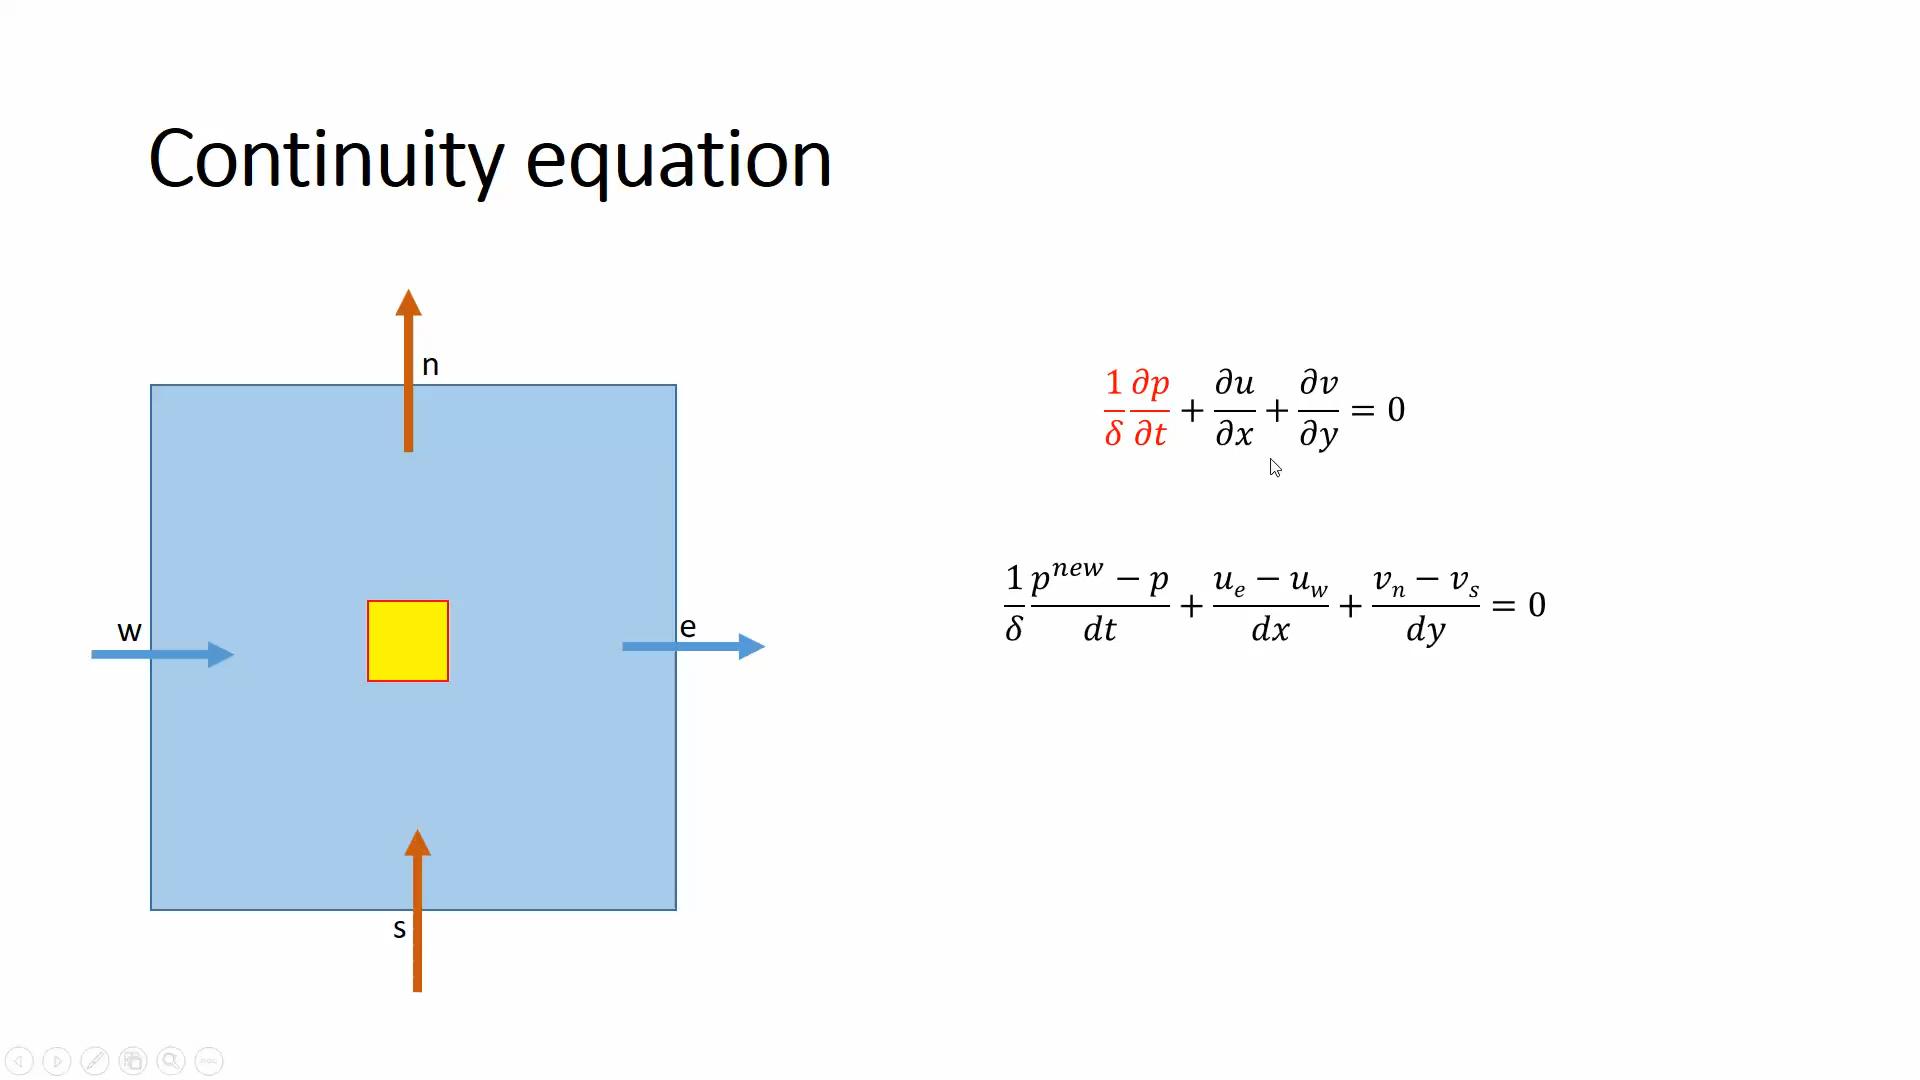 Continuity equation
n
w
e
s
1/δ ∂p/∂t + ∂u/∂x + ∂v/∂y = 0
1/δ (p^new − p)/dt + (u_e − u_w)/dx + (v_n − v_s)/dy = 0